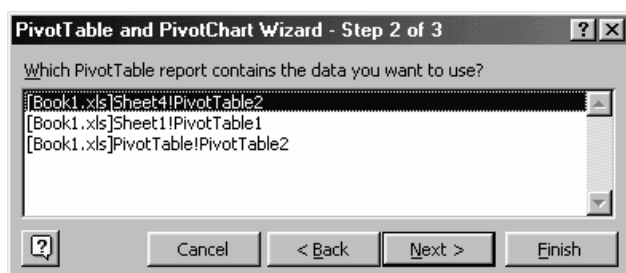 PivotTable and PivotChart Wizard - Step 2 of 3
Which PivotTable report contains the data you want to use?
[Book1.xls]Sheet4!PivotTable2
[Book1.xls]Sheet1!PivotTable1
[Book1.xls]PivotTable!PivotTable2
Cancel < Back Next > Finish